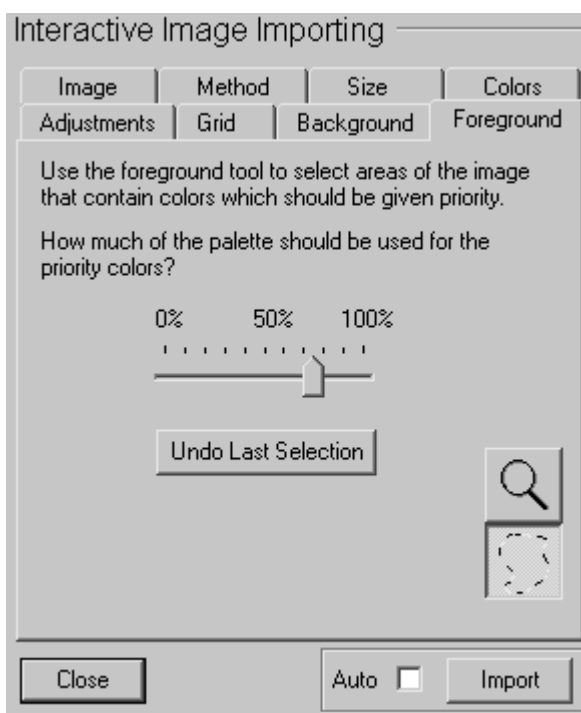 Interactive Image Importing
Image Method Size Colors
Adjustments Grid Background Foreground
Use the foreground tool to select areas of the image
that contain colors which should be given priority.
How much of the palette should be used for the
priority colors?
0% 50% 100%
Undo Last Selection
Close Auto Import